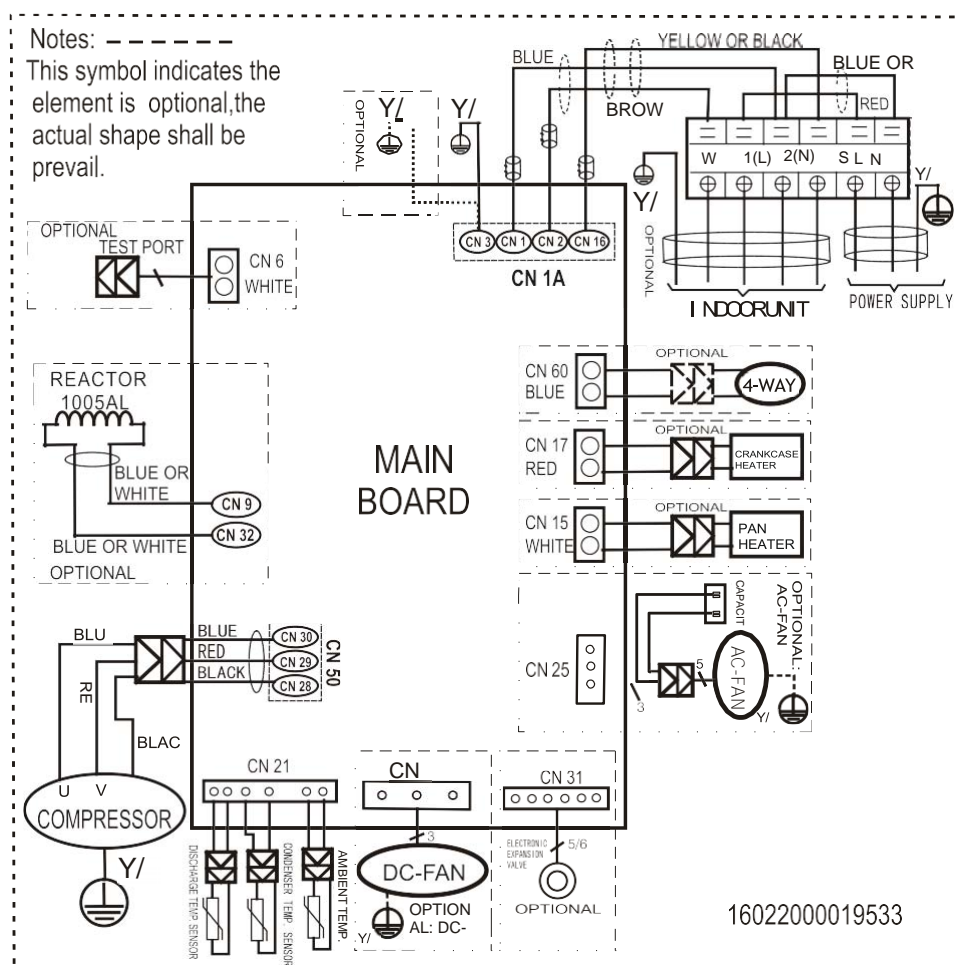 Notes:
This symbol indicates the
element is optional,the
actual shape shall be
prevail.
OPTIONAL
Y/
Y/
BLUE
YELLOW OR BLACK
BROW
BLUE OR
RED
W 1(L) 2(N) S L N
Y/
Y/
OPTIONAL
INDOORUNIT
POWER SUPPLY
CN 3 CN 1 CN 2 CN 16
CN 1A
OPTIONAL
TEST PORT
CN 6
WHITE
REACTOR
1005AL
BLUE OR
WHITE
CN 9
CN 32
BLUE OR WHITE
OPTIONAL
MAIN
BOARD
OPTIONAL
CN 60
BLUE
4-WAY
OPTIONAL
CN 17
RED
CRANKCASE
HEATER
OPTIONAL
CN 15
WHITE
PAN
HEATER
CN 25
3
CAPACIT
5
AC-FAN
Y/
OPTIONAL:
AC-FAN
BLU
RE
BLAC
BLUE
RED
BLACK
CN 30
CN 29
CN 28
CN 50
U V
COMPRESSOR
Y/
CN 21
DISCHARGE TEMP. SENSOR
CONDENSER TEMP. SENSOR
AMBIENT TEMP.
CN
3
DC-FAN
Y/
OPTION
AL: DC-
CN 31
ELECTRONIC
EXPANSION
VALVE
5/6
OPTIONAL
16022000019533